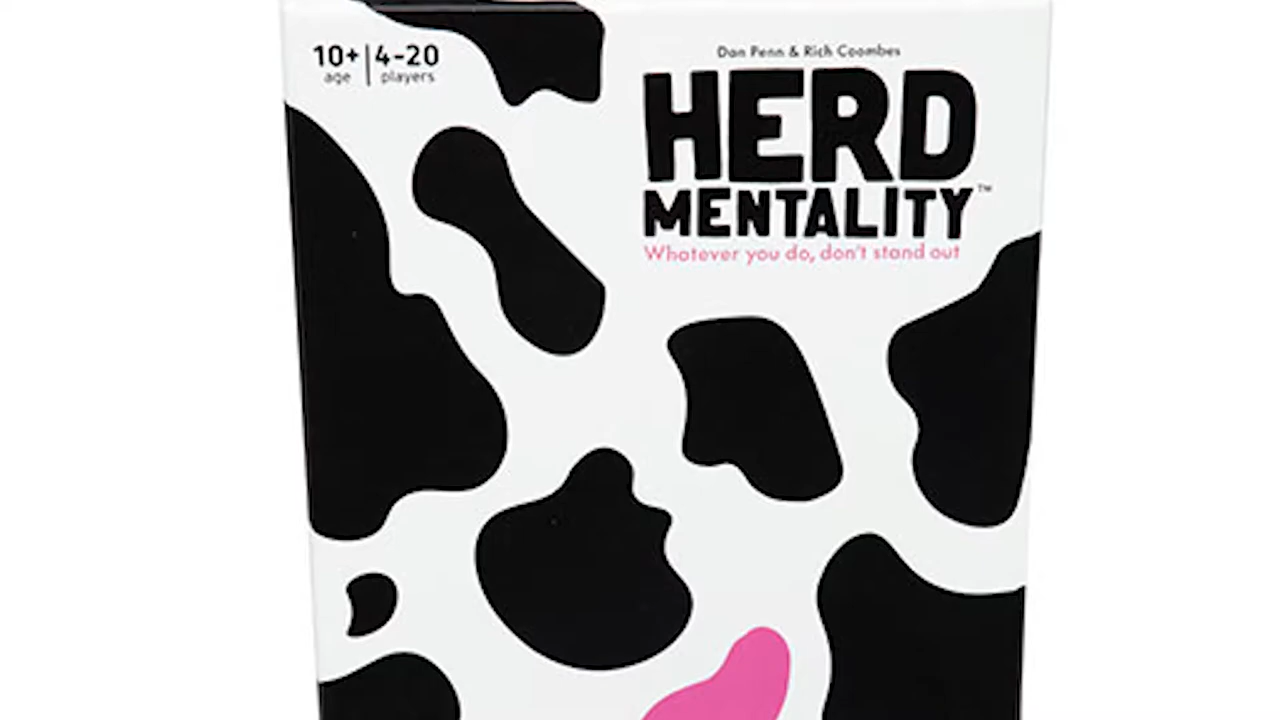 10+ | 4-20
age players
Dan Penn & Rich Coombes
HERD
MENTALITY™
Whatever you do, don't stand out